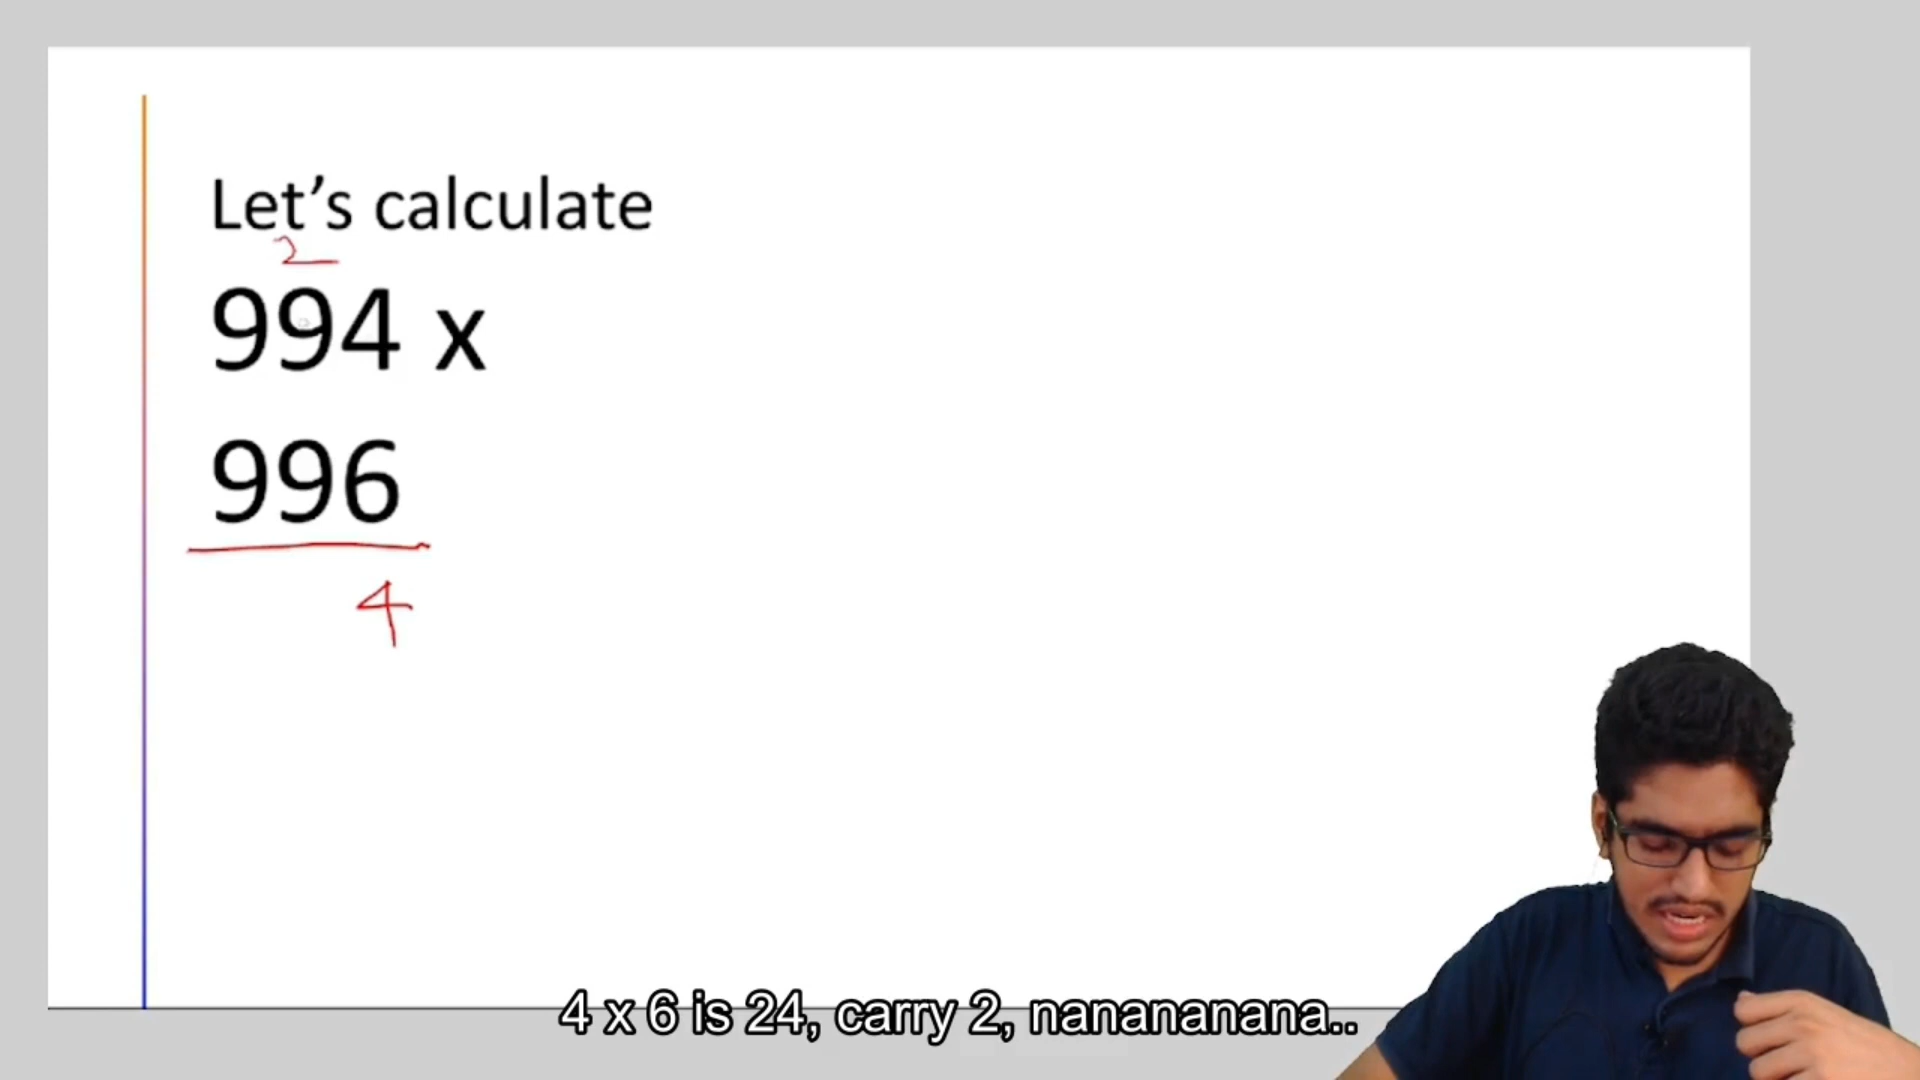 Let's calculate
2
994 x
996
4
4 x 6 is 24, carry 2, nanananana..